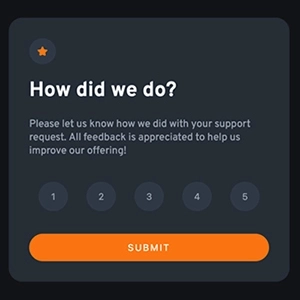 How did we do?
Please let us know how we did with your support
request. All feedback is appreciated to help us
improve our offering!
1 2 3 4 5
SUBMIT